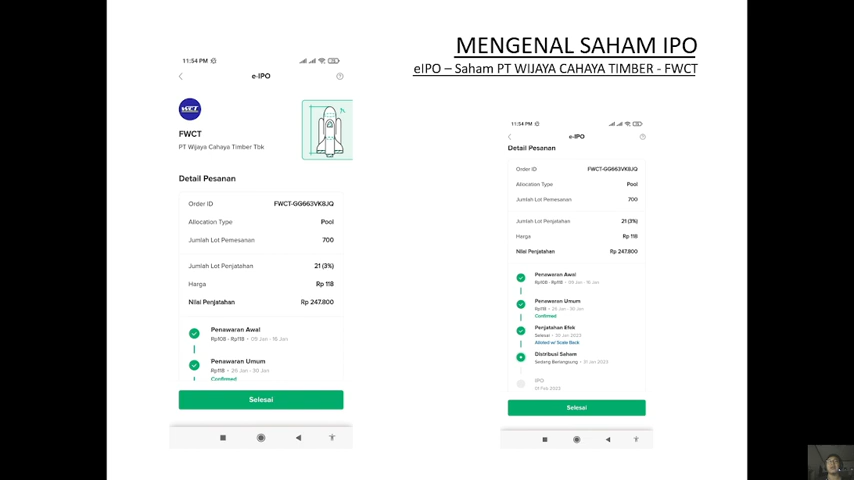 MENGENAL SAHAM IPO
eIPO – Saham PT WIJAYA CAHAYA TIMBER - FWCT
11:54 PM
e-IPO
WCT
FWCT
PT Wijaya Cahaya Timber Tbk
Detail Pesanan
Order ID FWCT-GG663VK8JQ
Allocation Type Pool
Jumlah Lot Pemesanan 700
Jumlah Lot Penjatahan 21 (3%)
Harga Rp 118
Nilai Penjatahan Rp 247.800
Penawaran Awal
Rp108 - Rp118 • 09 Jan - 16 Jan
Penawaran Umum
Rp118 • 26 Jan - 30 Jan
Confirmed
Selesai
11:54 PM
e-IPO
Detail Pesanan
Order ID FWCT-GG663VK8JQ
Allocation Type Pool
Jumlah Lot Pemesanan 700
Jumlah Lot Penjatahan 21 (3%)
Harga Rp 118
Nilai Penjatahan Rp 247.800
Penawaran Awal
Rp108 - Rp118 • 09 Jan - 16 Jan
Penawaran Umum
Rp118 • 26 Jan - 30 Jan
Confirmed
Penjatahan Efek
Selesai • 30 Jan 2023
Alloted w/ Scale Back
Distribusi Saham
Sedang Berlangsung • 31 Jan 2023
IPO
01 Feb 2023
Selesai